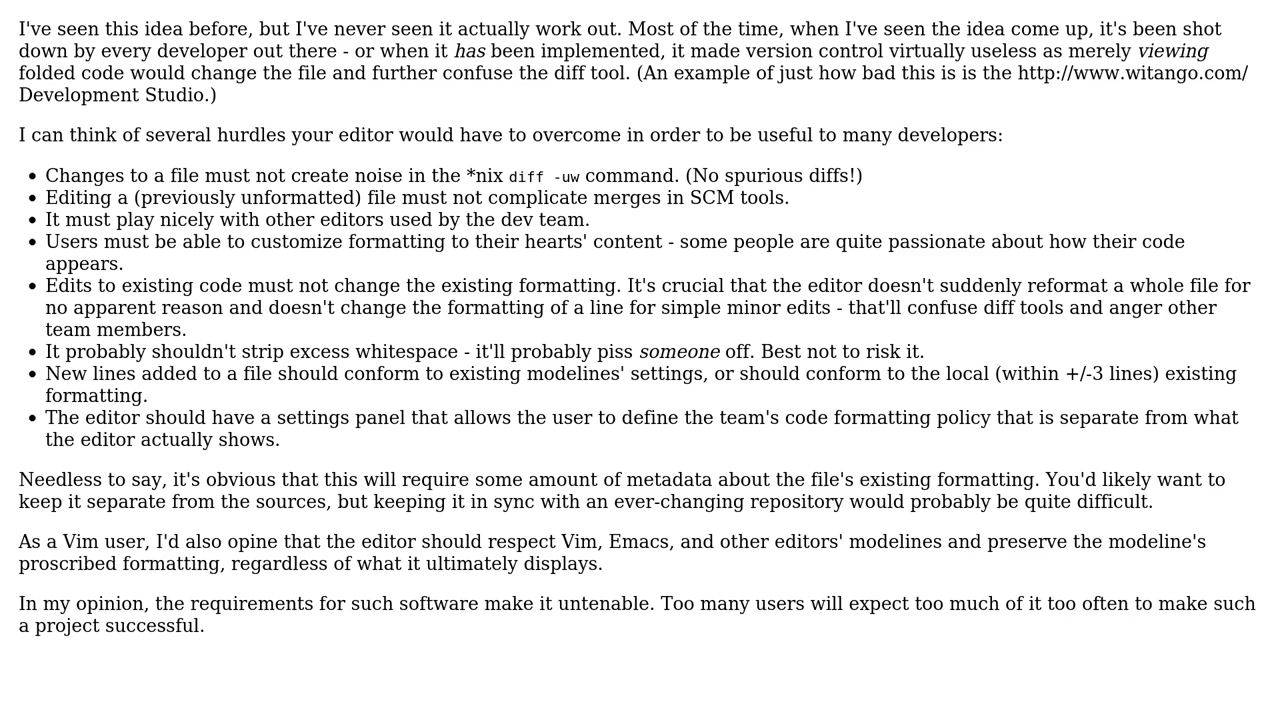 I've seen this idea before, but I've never seen it actually work out. Most of the time, when I've seen the idea come up, it's been shot
down by every developer out there - or when it has been implemented, it made version control virtually useless as merely viewing
folded code would change the file and further confuse the diff tool. (An example of just how bad this is is the http://www.witango.com/
Development Studio.)
I can think of several hurdles your editor would have to overcome in order to be useful to many developers:
• Changes to a file must not create noise in the *nix diff -uw command. (No spurious diffs!)
• Editing a (previously unformatted) file must not complicate merges in SCM tools.
• It must play nicely with other editors used by the dev team.
• Users must be able to customize formatting to their hearts' content - some people are quite passionate about how their code
appears.
• Edits to existing code must not change the existing formatting. It's crucial that the editor doesn't suddenly reformat a whole file for
no apparent reason and doesn't change the formatting of a line for simple minor edits - that'll confuse diff tools and anger other
team members.
• It probably shouldn't strip excess whitespace - it'll probably piss someone off. Best not to risk it.
• New lines added to a file should conform to existing modelines' settings, or should conform to the local (within +/-3 lines) existing
formatting.
• The editor should have a settings panel that allows the user to define the team's code formatting policy that is separate from what
the editor actually shows.
Needless to say, it's obvious that this will require some amount of metadata about the file's existing formatting. You'd likely want to
keep it separate from the sources, but keeping it in sync with an ever-changing repository would probably be quite difficult.
As a Vim user, I'd also opine that the editor should respect Vim, Emacs, and other editors' modelines and preserve the modeline's
proscribed formatting, regardless of what it ultimately displays.
In my opinion, the requirements for such software make it untenable. Too many users will expect too much of it too often to make such
a project successful.